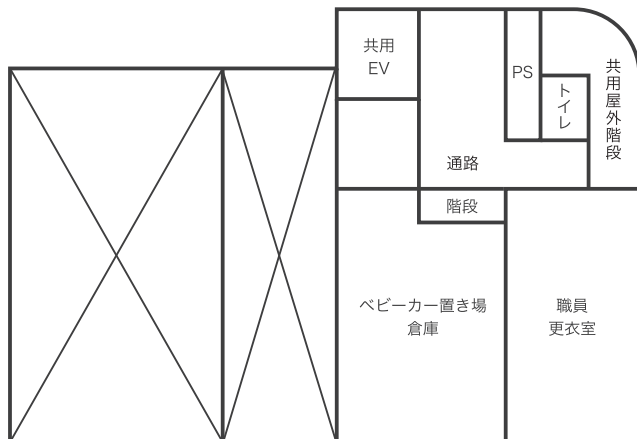 共用
EV
PS
トイレ
共用屋外階段
通路
階段
ベビーカー置き場
倉庫
職員
更衣室